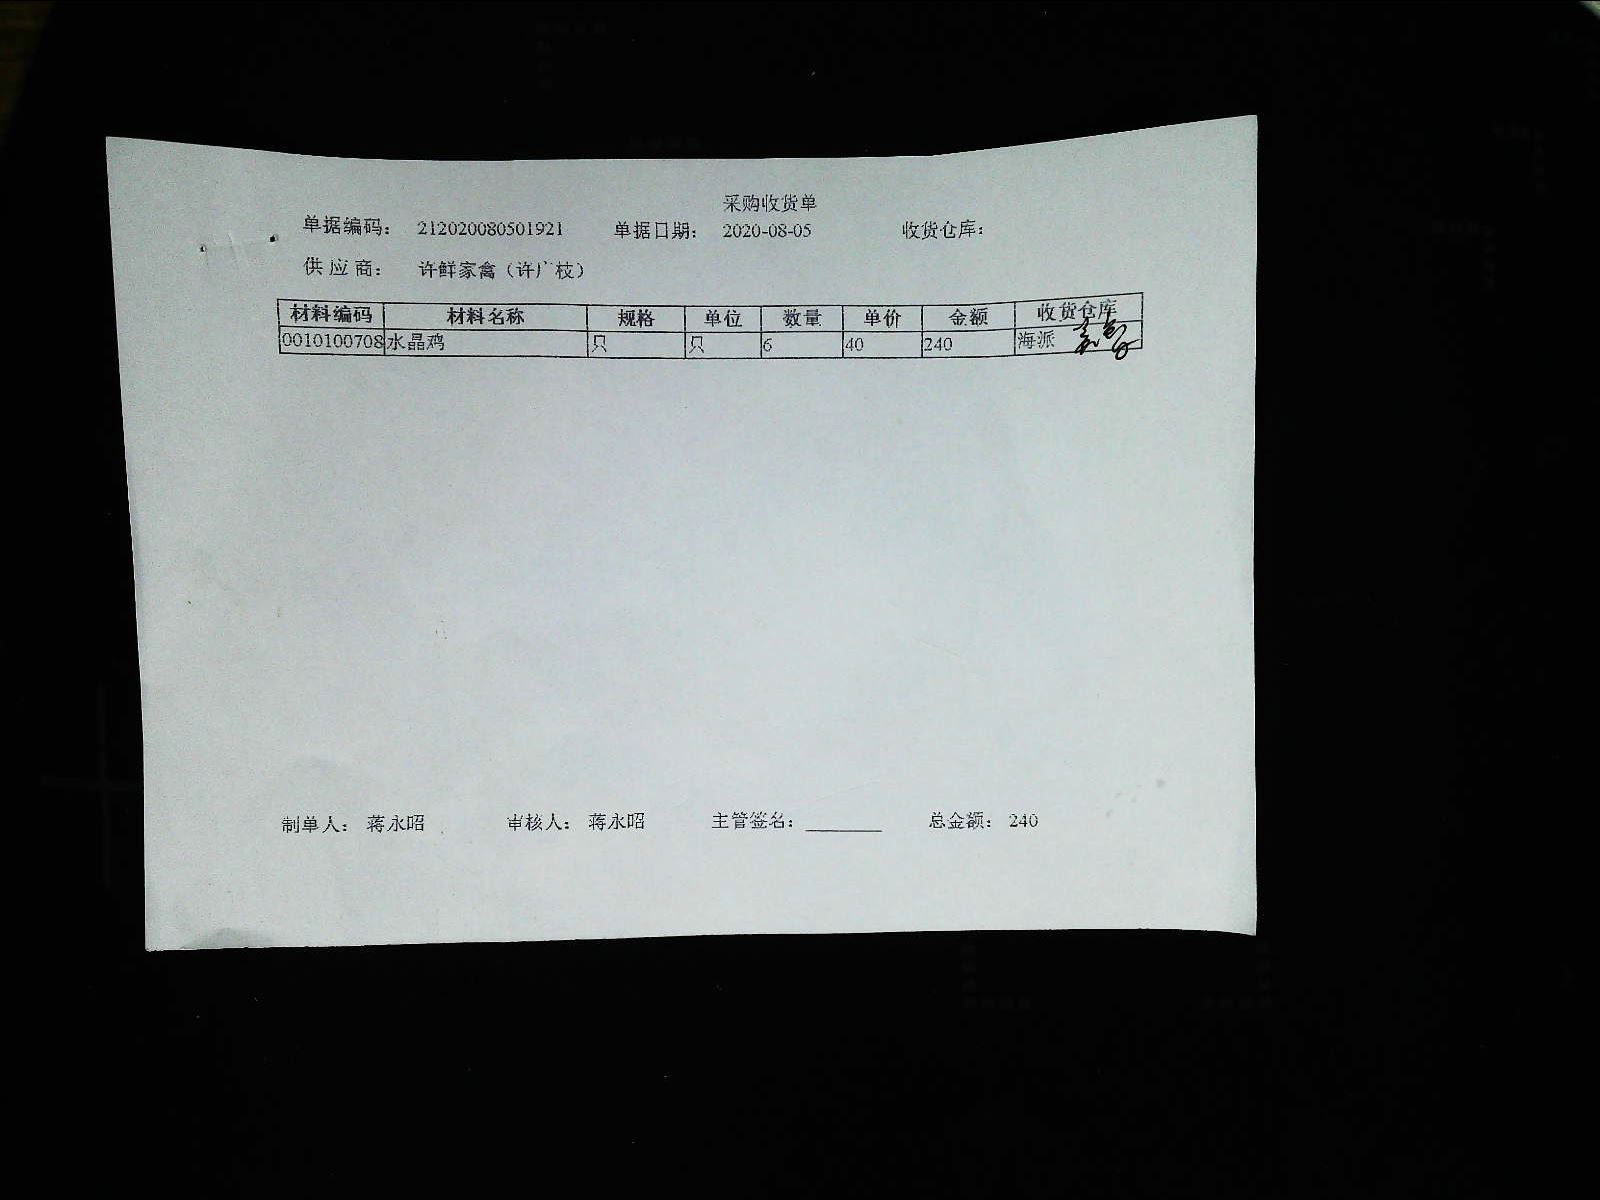 采购收货单
单据编码： 212020080501921 单据日期： 2020-08-05 收货仓库：
供应商： 许鲜家禽（许广枝）
材料编码 材料名称 规格 单位 数量 单价 金额 收货仓库
0010100708 水晶鸡 只 只 6 40 240 海派
制单人： 蒋永昭 审核人： 蒋永昭 主管签名： 总金额： 240